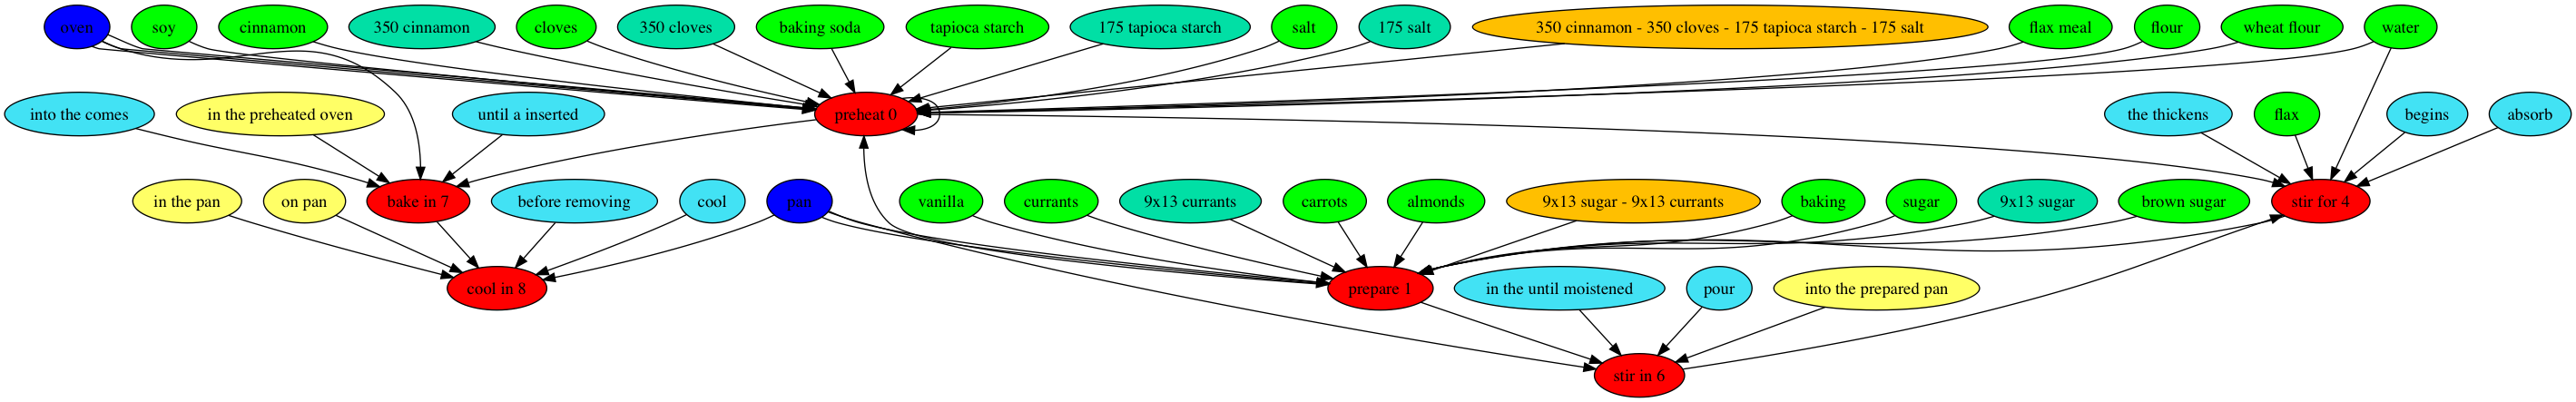 oven
soy
cinnamon
350 cinnamon
cloves
350 cloves
baking soda
tapioca starch
175 tapioca starch
salt
175 salt
350 cinnamon - 350 cloves - 175 tapioca starch - 175 salt
flax meal
flour
wheat flour
water
into the comes
in the preheated oven
until a inserted
preheat 0
the thickens
flax
begins
absorb
in the pan
on pan
bake in 7
before removing
cool
pan
vanilla
currants
9x13 currants
carrots
almonds
9x13 sugar - 9x13 currants
baking
sugar
9x13 sugar
brown sugar
stir for 4
cool in 8
prepare 1
in the until moistened
pour
into the prepared pan
stir in 6